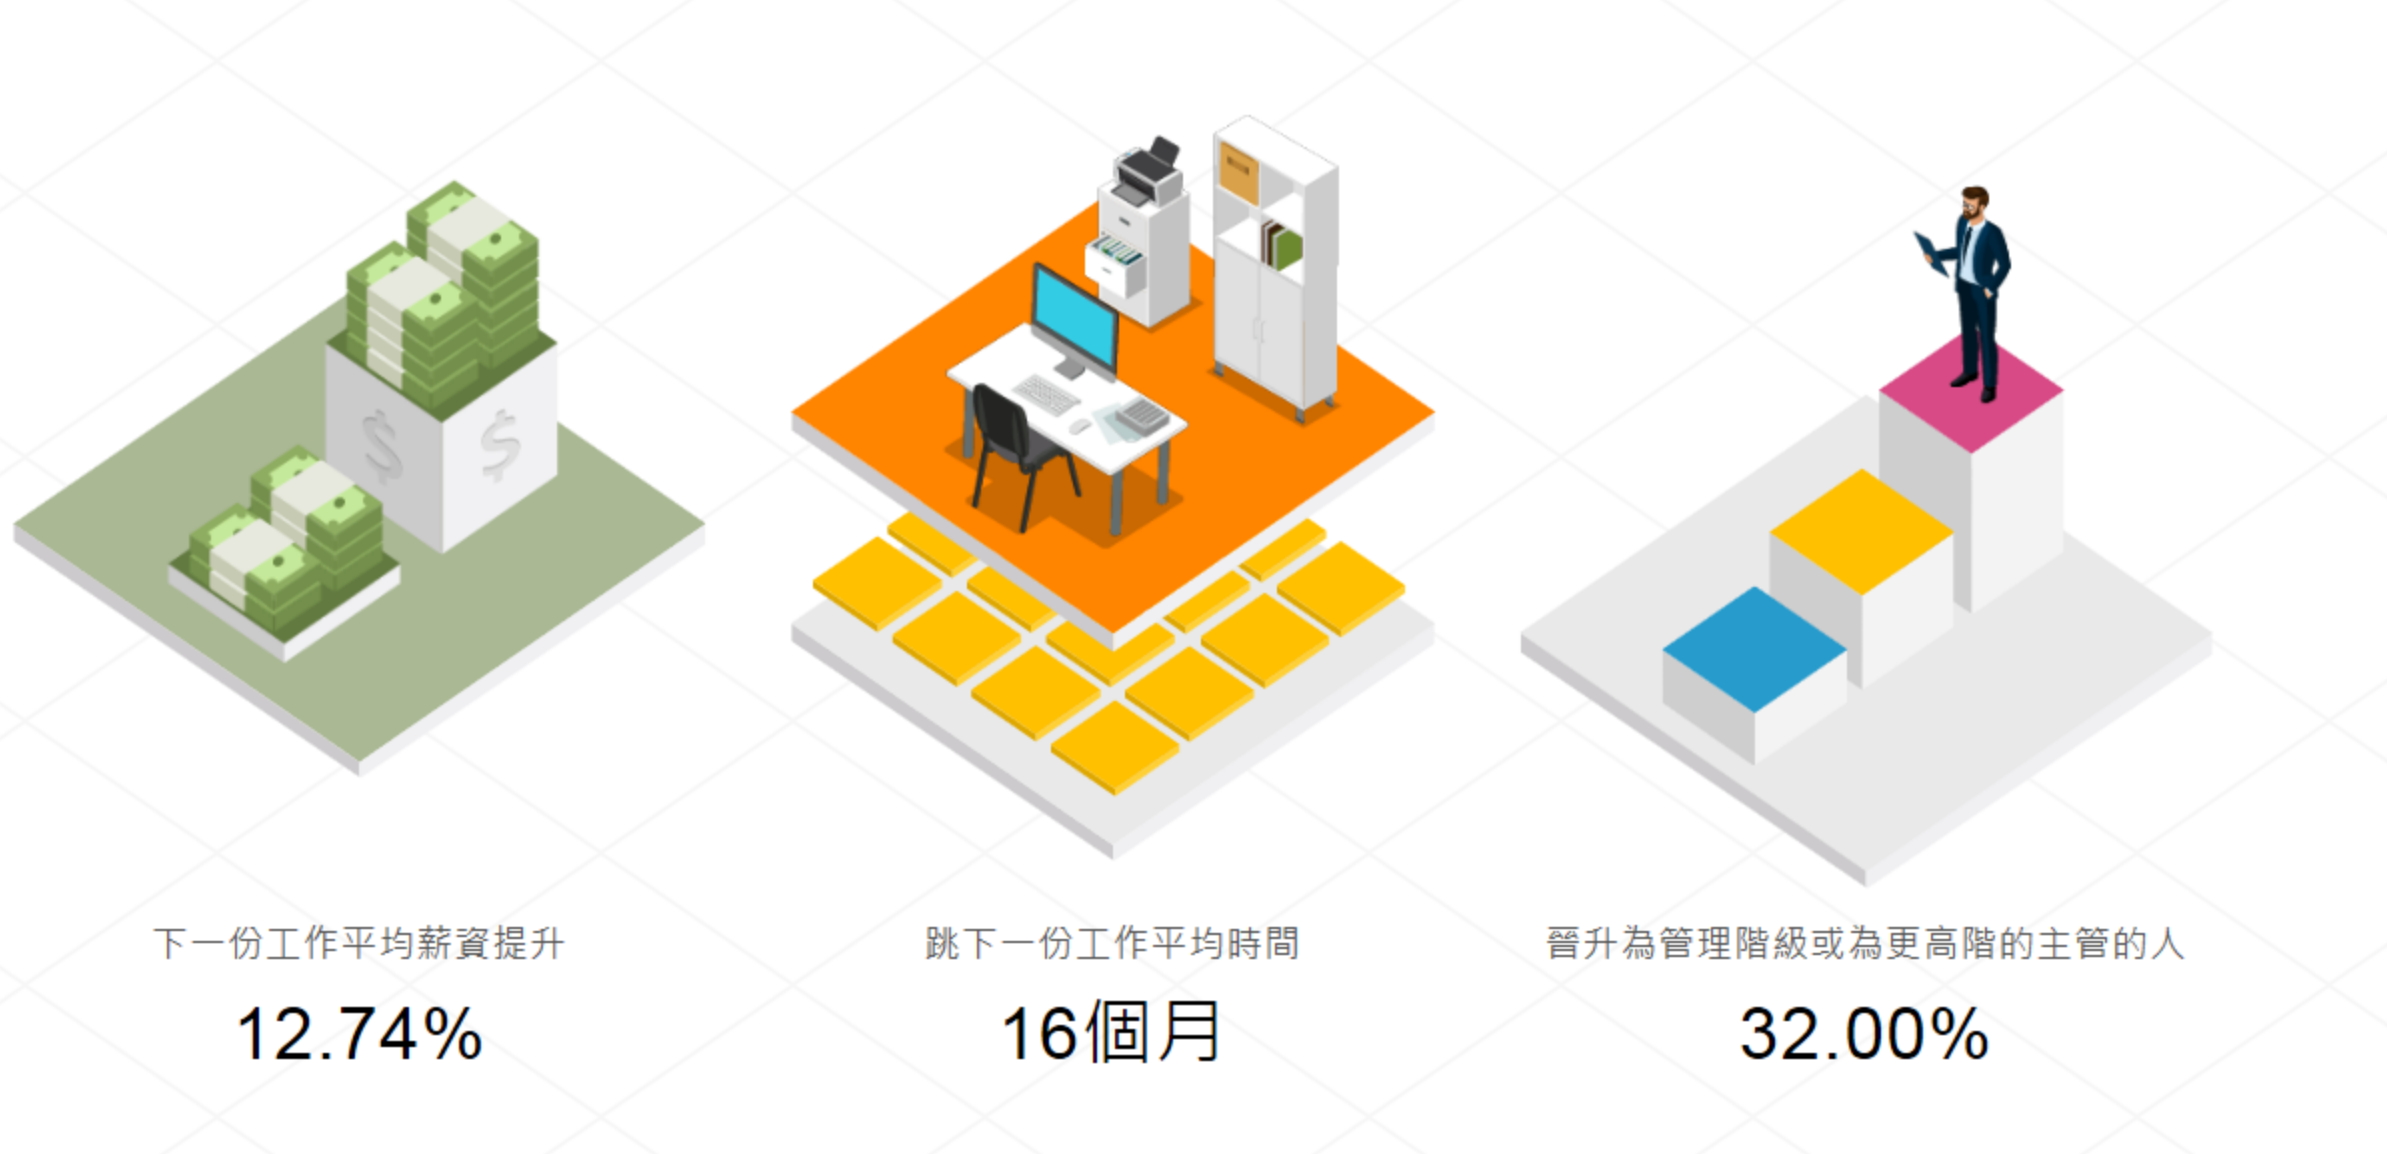 下一份工作平均薪資提升
12.74%
跳下一份工作平均時間
16個月
晉升為管理階級或為更高階的主管的人
32.00%